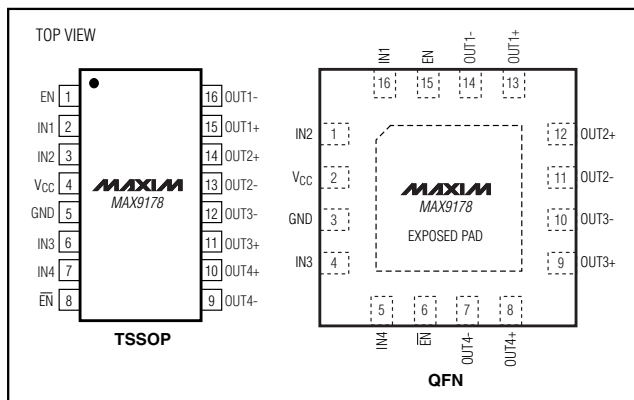 TOP VIEW
EN 1
IN1 2
IN2 3
VCC 4
GND 5
IN3 6
IN4 7
E̅N̅ 8
16 OUT1-
15 OUT1+
14 OUT2+
13 OUT2-
12 OUT3-
11 OUT3+
10 OUT4+
9 OUT4-
MAXIM
MAX9178
TSSOP
IN1
EN
OUT1-
OUT1+
16
15
14
13
IN2 1
VCC 2
GND 3
IN3 4
12 OUT2+
11 OUT2-
10 OUT3-
9 OUT3+
MAXIM
MAX9178
EXPOSED PAD
5
6
7
8
IN4
E̅N̅
OUT4-
OUT4+
QFN